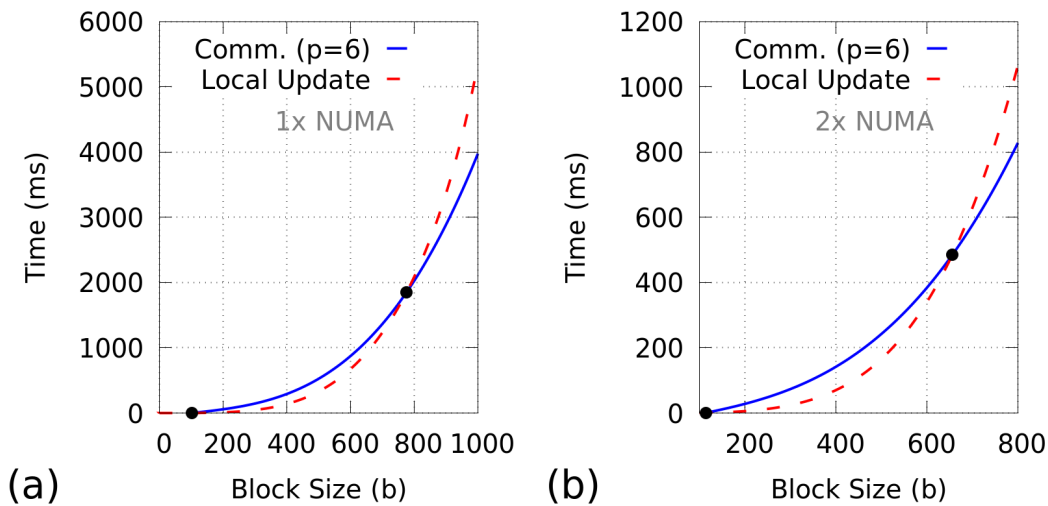 6000
5000
4000
3000
2000
1000
0
Time (ms)
Comm. (p=6)
Local Update
1x NUMA
0 200 400 600 800 1000
Block Size (b)
(a)
1200
1000
800
600
400
200
0
Time (ms)
Comm. (p=6)
Local Update
2x NUMA
200 400 600 800
Block Size (b)
(b)